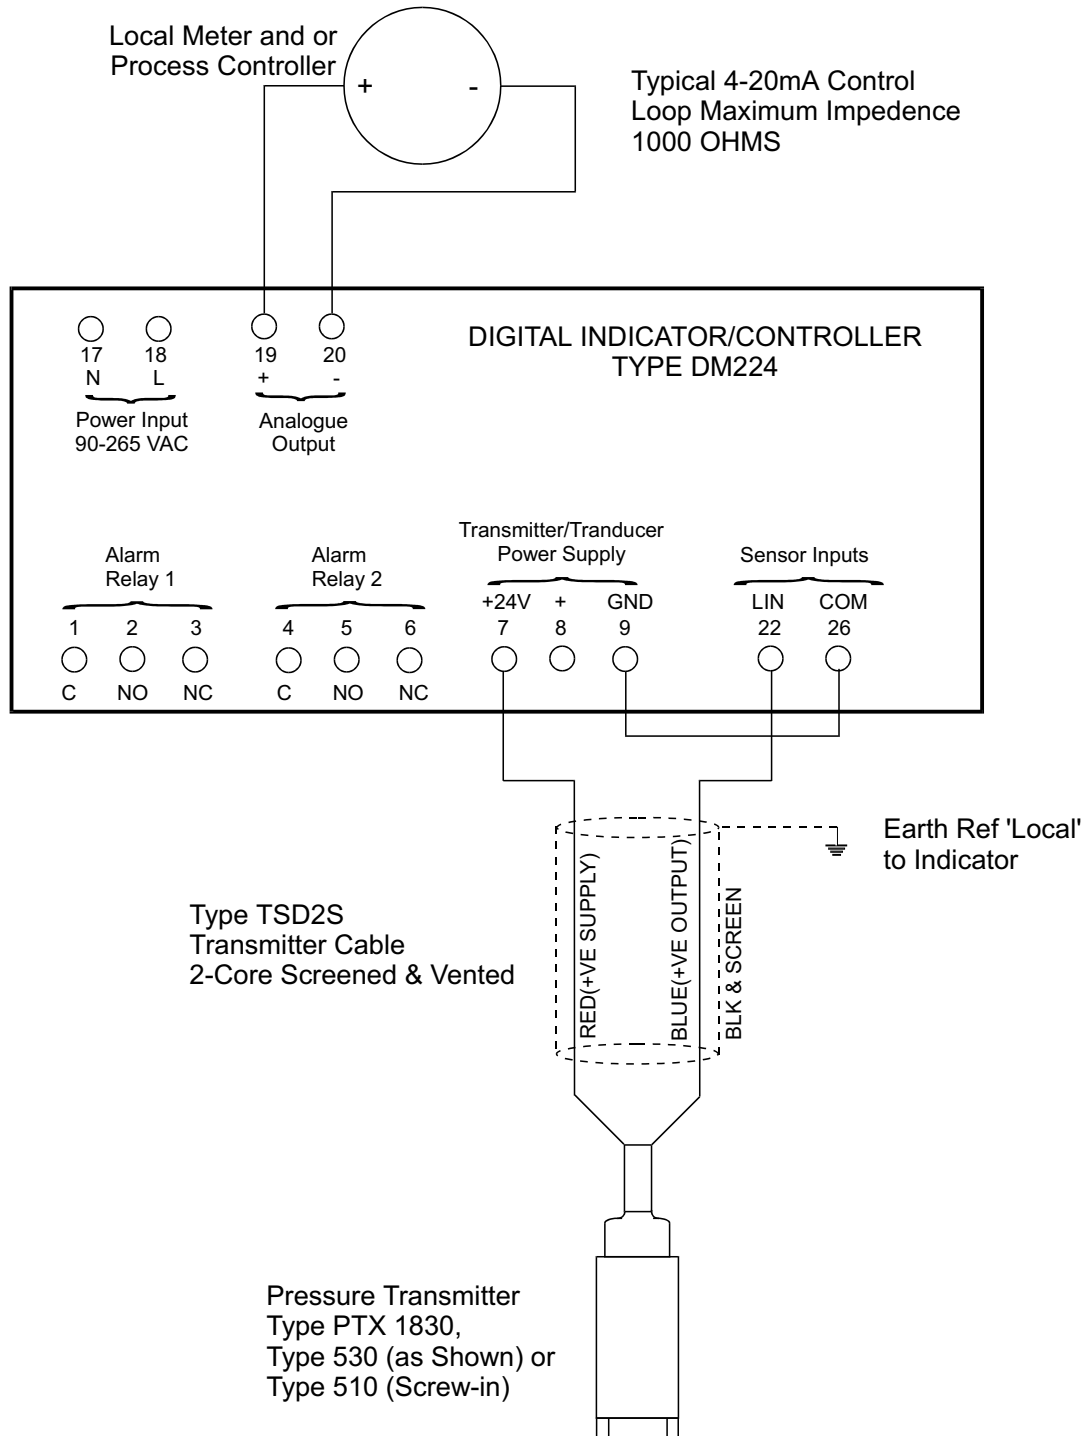 Local Meter and or
Process Controller
+ -
Typical 4-20mA Control
Loop Maximum Impedence
1000 OHMS
DIGITAL INDICATOR/CONTROLLER
TYPE DM224
17 18 19 20
N L + -
Power Input
90-265 VAC
Analogue
Output
Alarm
Relay 1
Alarm
Relay 2
Transmitter/Tranducer
Power Supply
Sensor Inputs
+24V + GND LIN COM
1 2 3 4 5 6 7 8 9 22 26
C NO NC C NO NC
Earth Ref 'Local'
to Indicator
RED(+VE SUPPLY)
BLUE(+VE OUTPUT)
BLK & SCREEN
Type TSD2S
Transmitter Cable
2-Core Screened & Vented
Pressure Transmitter
Type PTX 1830,
Type 530 (as Shown) or
Type 510 (Screw-in)